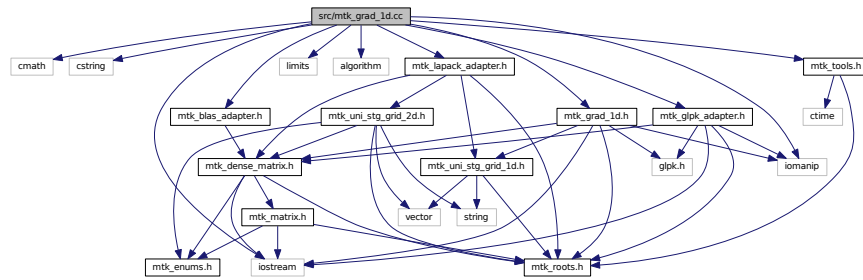 src/mtk_grad_1d.cc
cmath
cstring
limits
algorithm
mtk_lapack_adapter.h
mtk_tools.h
mtk_blas_adapter.h
mtk_uni_stg_grid_2d.h
mtk_grad_1d.h
mtk_glpk_adapter.h
ctime
mtk_dense_matrix.h
mtk_uni_stg_grid_1d.h
glpk.h
iomanip
mtk_matrix.h
vector
string
mtk_enums.h
iostream
mtk_roots.h